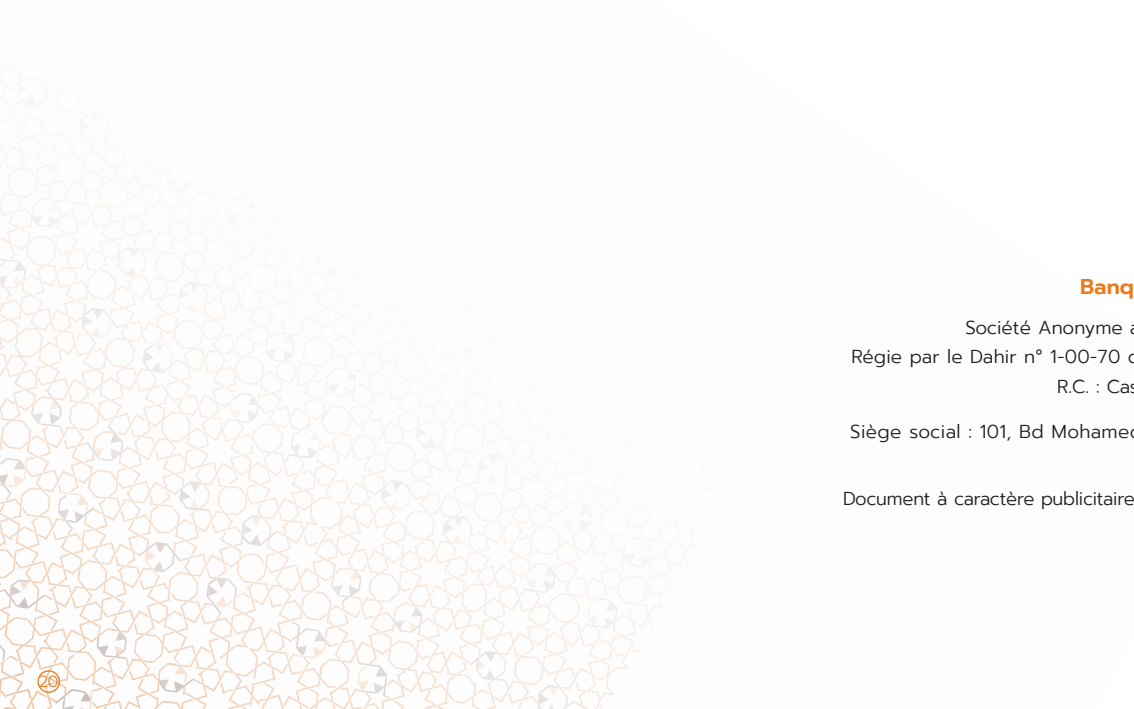 Banq
Société Anonyme a
Régie par le Dahir n° 1-00-70 d
R.C. : Cas
Siège social : 101, Bd Mohamed
Document à caractère publicitaire
20